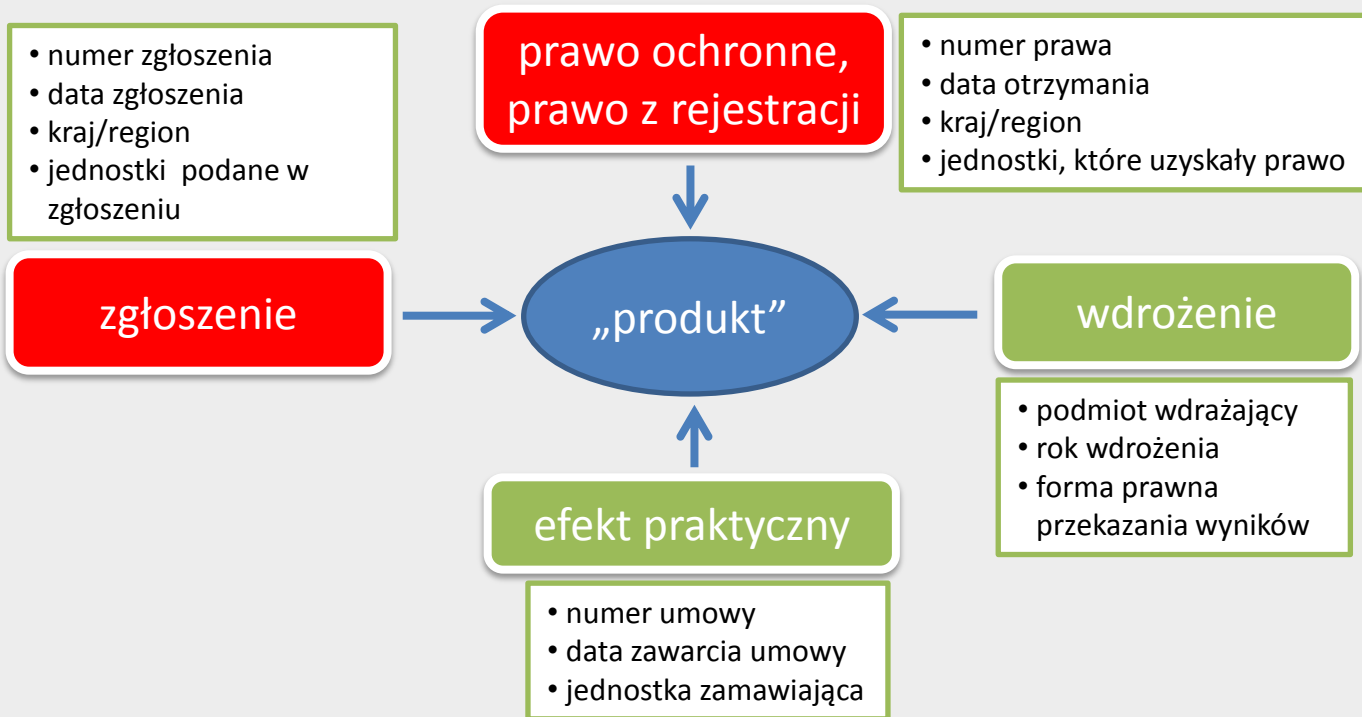 • numer zgłoszenia
• data zgłoszenia
• kraj/region
• jednostki podane w
zgłoszeniu
prawo ochronne,
prawo z rejestracji
• numer prawa
• data otrzymania
• kraj/region
• jednostki, które uzyskały prawo
zgłoszenie
„produkt”
wdrożenie
• podmiot wdrażający
• rok wdrożenia
• forma prawna
przekazania wyników
efekt praktyczny
• numer umowy
• data zawarcia umowy
• jednostka zamawiająca